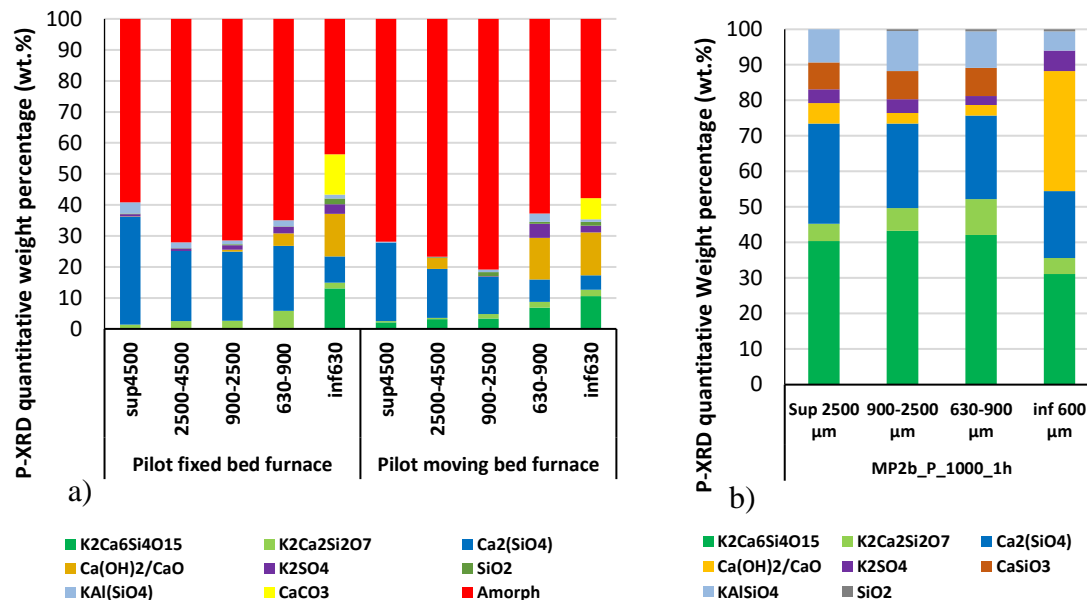 P-XRD quantitative weight percentage (wt.%)
100
90
80
70
60
50
40
30
20
10
0
sup4500
2500-4500
900-2500
630-900
inf630
sup4500
2500-4500
900-2500
630-900
inf630
Pilot fixed bed furnace
Pilot moving bed furnace
a)
K2Ca6Si4O15
K2Ca2Si2O7
Ca2(SiO4)
Ca(OH)2/CaO
K2SO4
SiO2
KAl(SiO4)
CaCO3
Amorph
P-XRD quantitative Weight percentage (wt.%)
100
90
80
70
60
50
40
30
20
10
0
Sup 2500 µm
900-2500 µm
630-900 µm
inf 600 µm
MP2b_P_1000_1h
b)
K2Ca6Si4O15
K2Ca2Si2O7
Ca2(SiO4)
Ca(OH)2/CaO
K2SO4
CaSiO3
KAlSiO4
SiO2